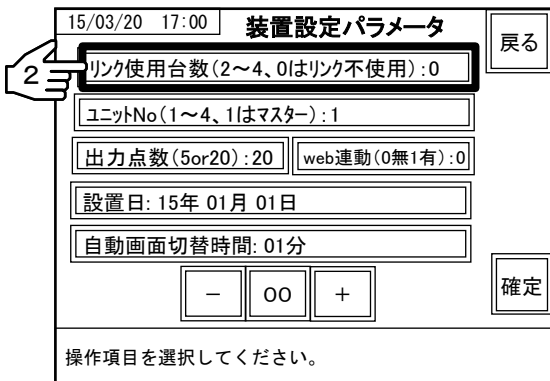 15/03/20 17:00 装置設定パラメータ
戻る
2
リンク使用台数(2～4、0はリンク不使用):0
ユニットNo(1～4、1はマスター):1
出力点数(5or20):20 web連動(0無1有):0
設置日: 15年 01月 01日
自動画面切替時間: 01分
－ 00 ＋
確定
操作項目を選択してください。